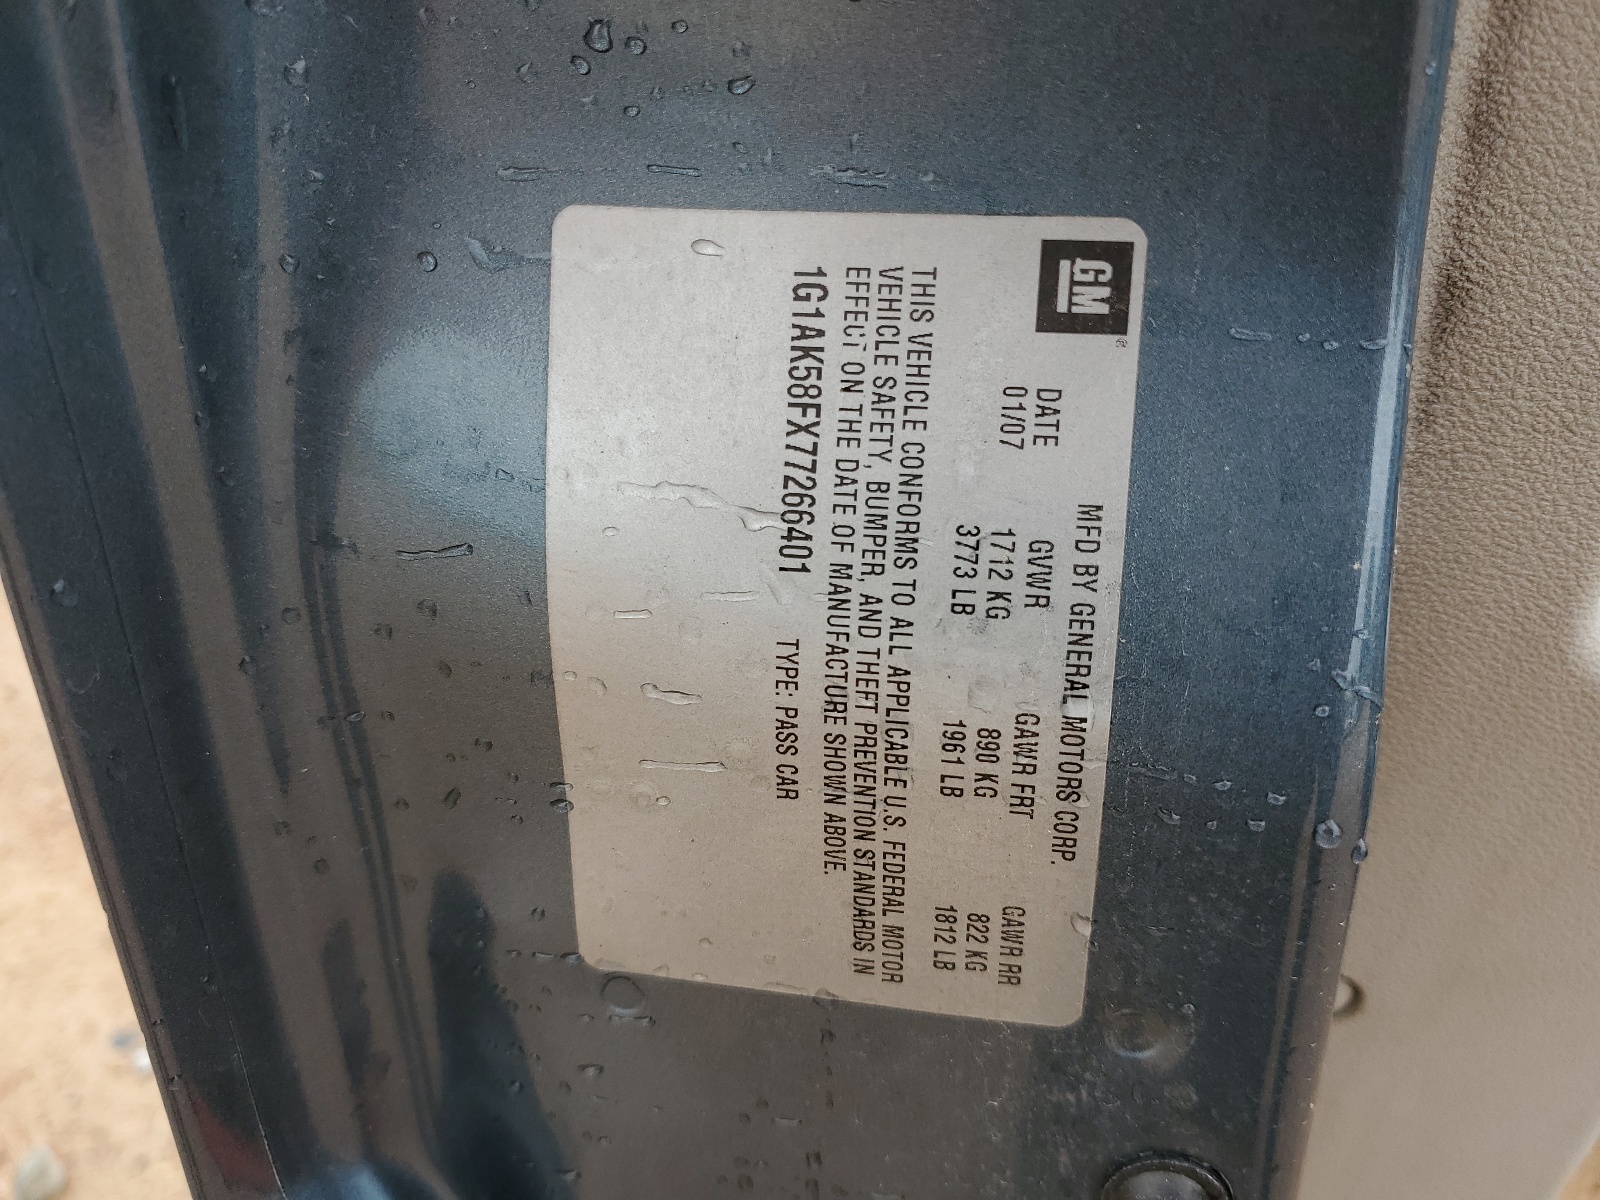 GM
MFD BY GENERAL MOTORS CORP.
DATE GVWR GAWR FRT GAWR RR
01/07 1712 KG 890 KG 822 KG
3773 LB 1961 LB 1812 LB
THIS VEHICLE CONFORMS TO ALL APPLICABLE U.S. FEDERAL MOTOR
VEHICLE SAFETY, BUMPER, AND THEFT PREVENTION STANDARDS IN
EFFECT ON THE DATE OF MANUFACTURE SHOWN ABOVE.
1G1AK58FX77266401 TYPE: PASS CAR